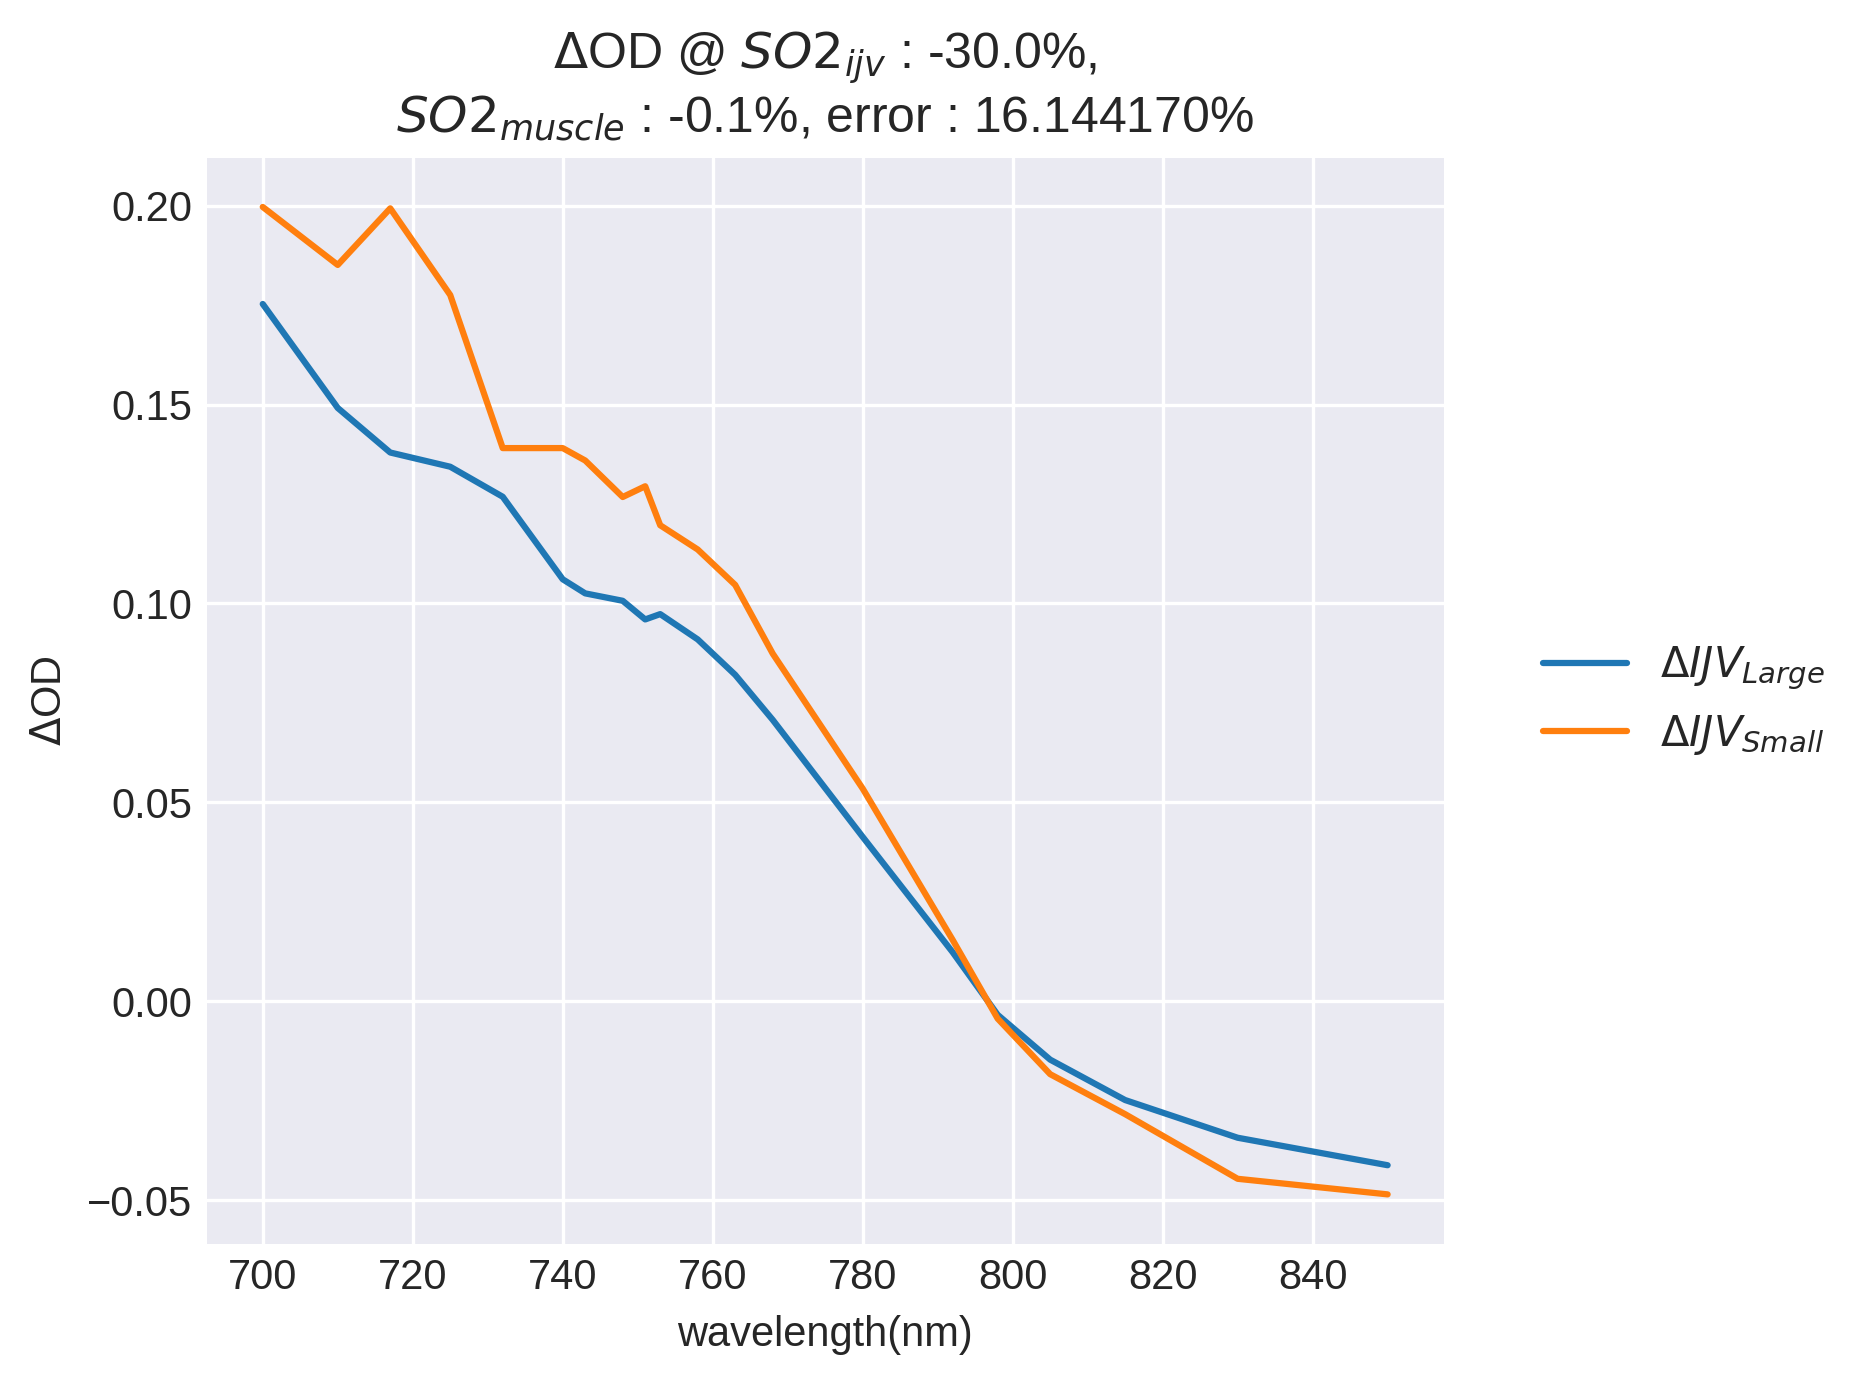 ΔOD @ SO2ijv : -30.0%,
SO2muscle : -0.1%, error : 16.144170%
0.20
0.15
0.10
0.05
0.00
−0.05
ΔOD
700 720 740 760 780 800 820 840
wavelength(nm)
ΔIJVLarge
ΔIJVSmall